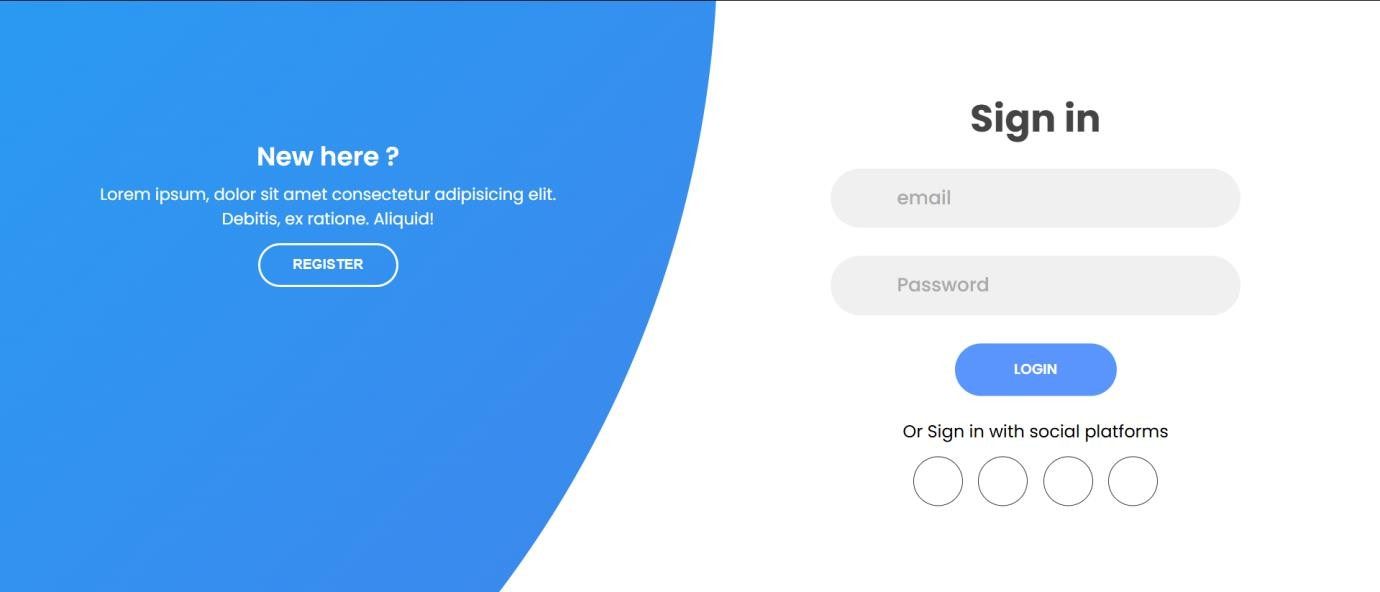 New here ?
Lorem ipsum, dolor sit amet consectetur adipisicing elit.
Debitis, ex ratione. Aliquid!
REGISTER
Sign in
email
Password
LOGIN
Or Sign in with social platforms